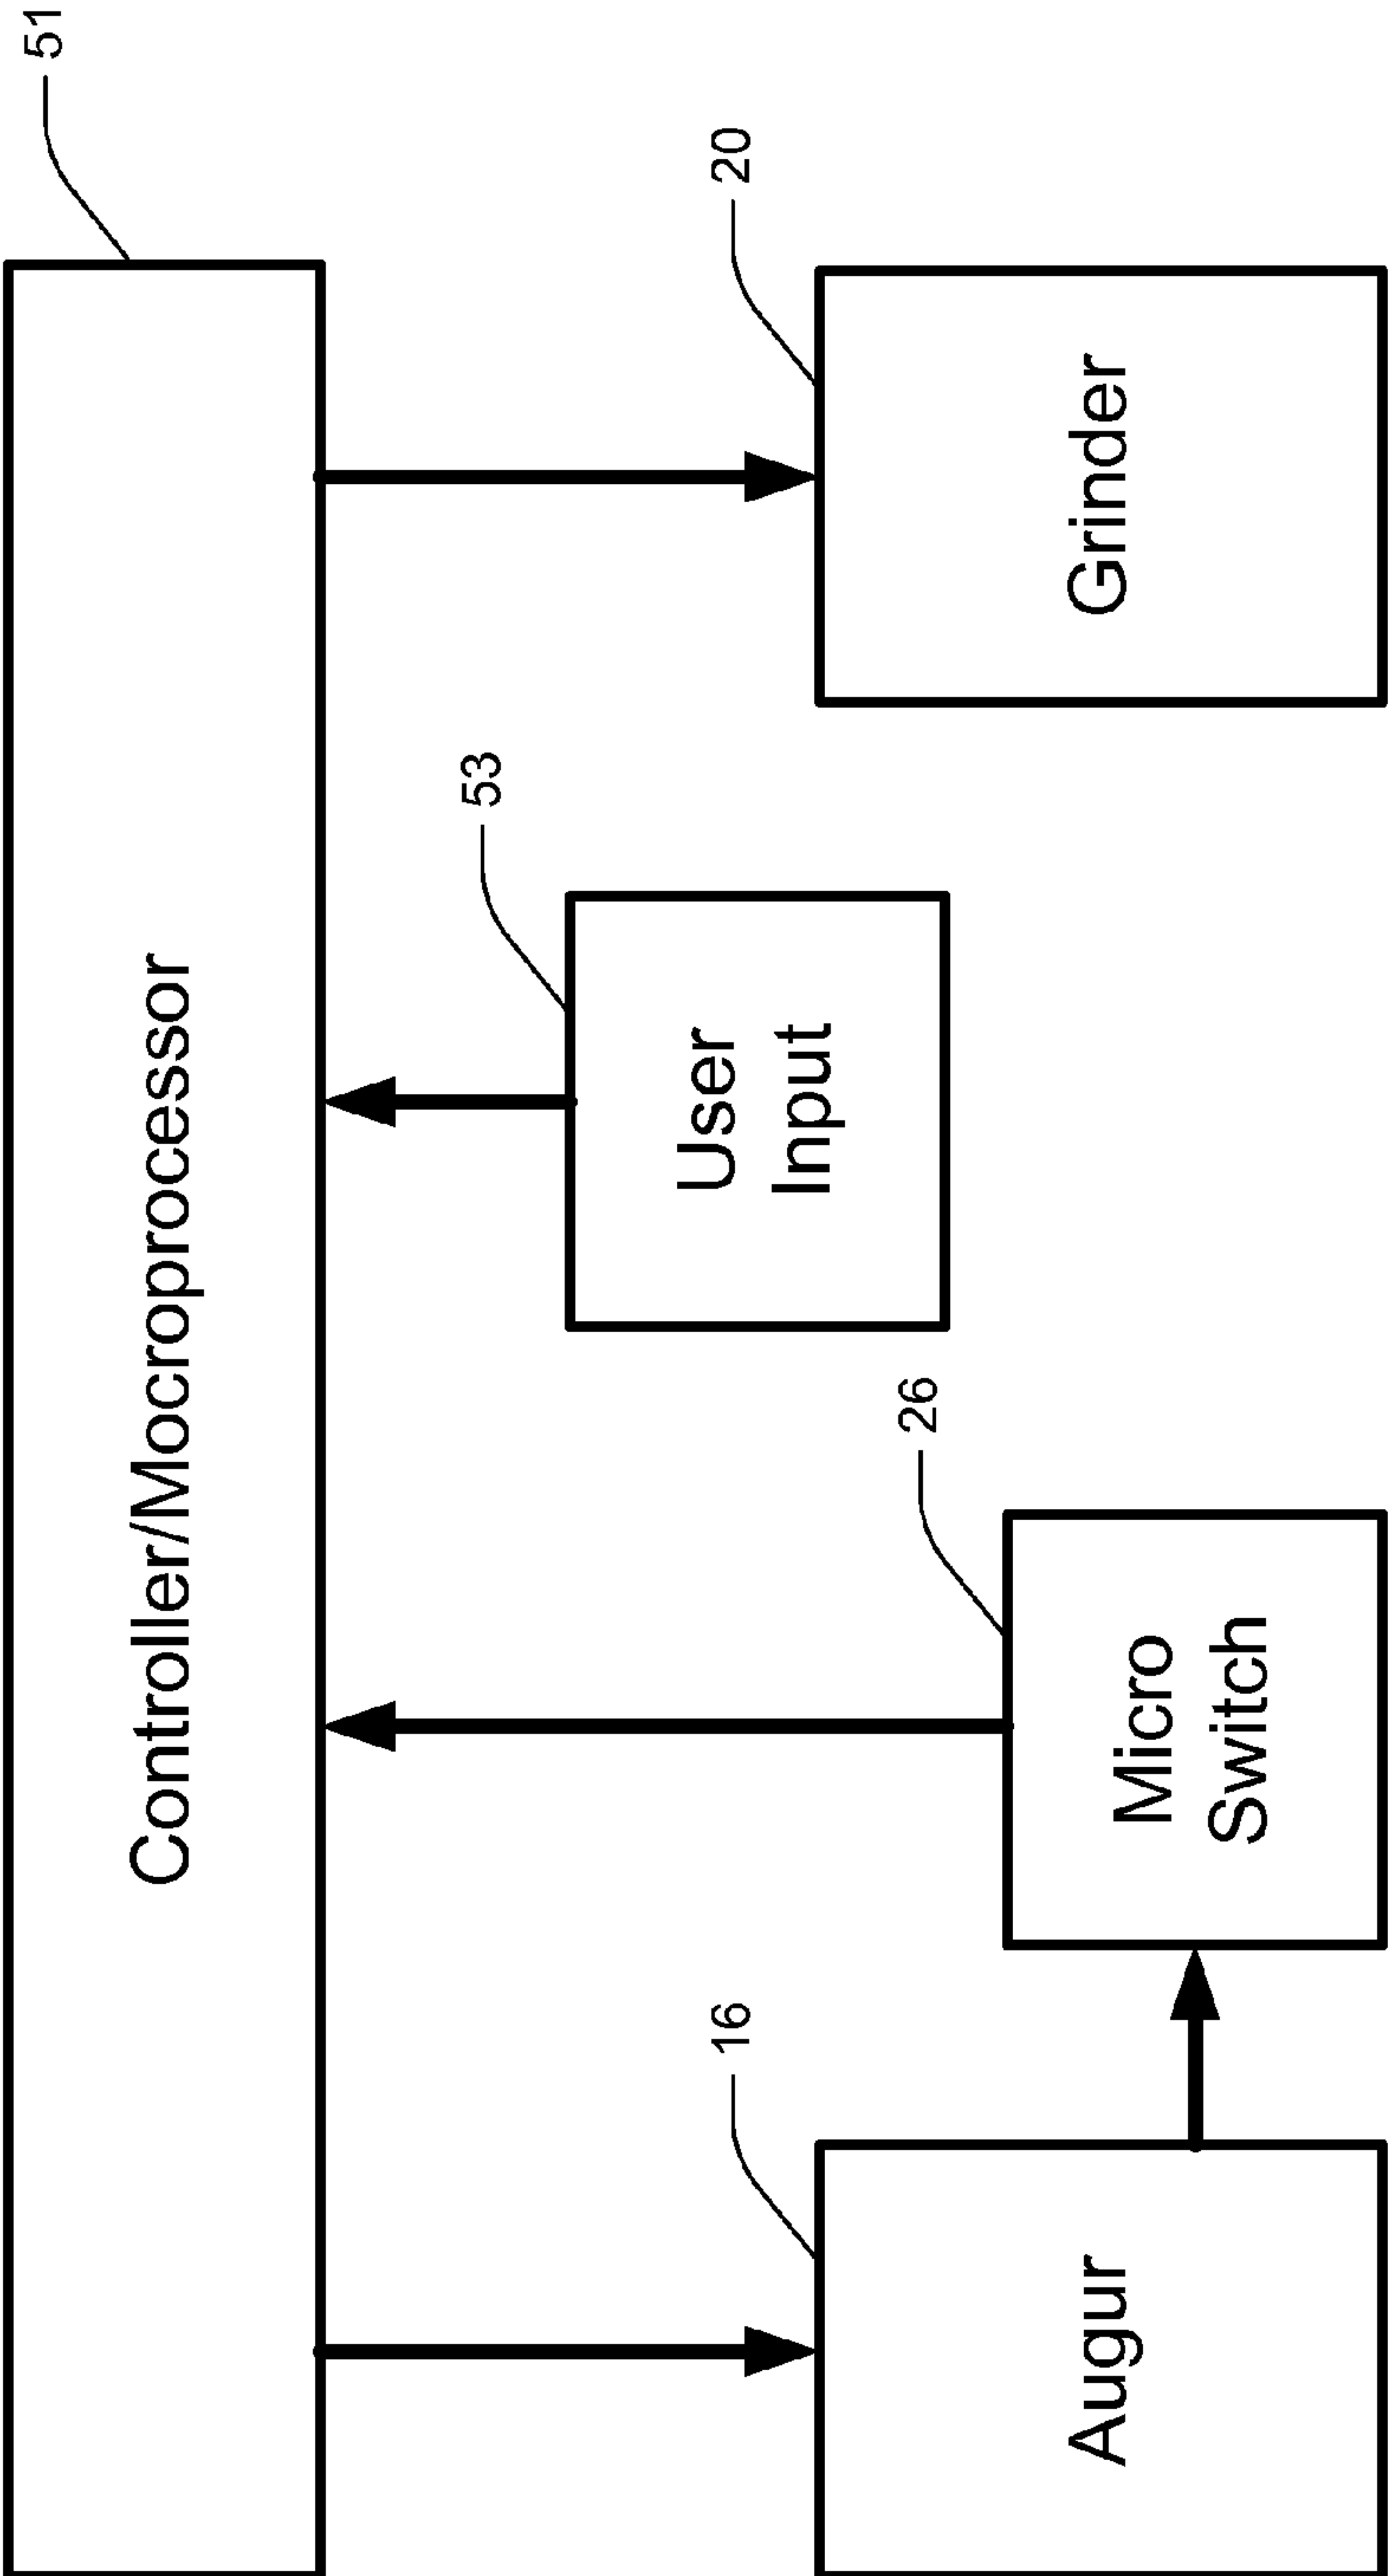 Controller/Mocroprocessor
51
Augur
16
Micro
Switch
26
User
Input
53
Grinder
20